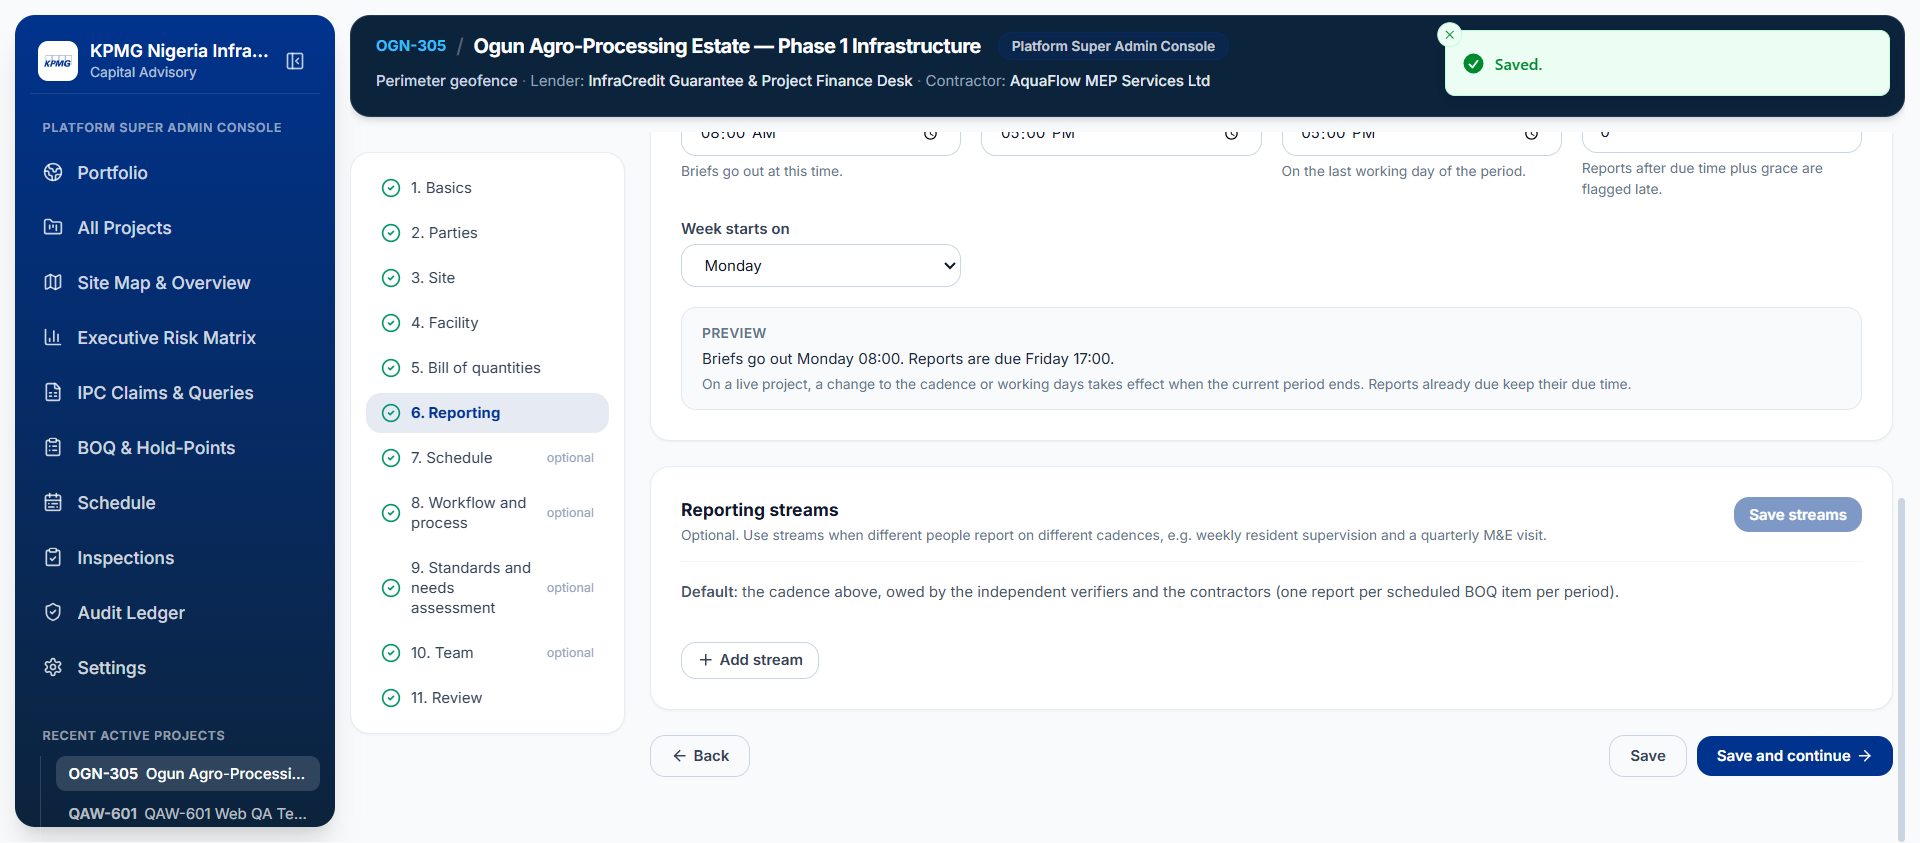 KPMG
KPMG Nigeria Infra...
Capital Advisory
PLATFORM SUPER ADMIN CONSOLE
Portfolio
All Projects
Site Map & Overview
Executive Risk Matrix
IPC Claims & Queries
BOQ & Hold-Points
Schedule
Inspections
Audit Ledger
Settings
RECENT ACTIVE PROJECTS
OGN-305 Ogun Agro-Processi...
QAW-601 QAW-601 Web QA Te...
OGN-305 / Ogun Agro-Processing Estate — Phase 1 Infrastructure Platform Super Admin Console
Perimeter geofence · Lender: InfraCredit Guarantee & Project Finance Desk · Contractor: AquaFlow MEP Services Ltd
Saved.
1. Basics
2. Parties
3. Site
4. Facility
5. Bill of quantities
6. Reporting
7. Schedule optional
8. Workflow and
process
optional
9. Standards and
needs
assessment
optional
10. Team optional
11. Review
08:00 AM 05:00 PM 05:00 PM 0
Briefs go out at this time.
On the last working day of the period.
Reports after due time plus grace are
flagged late.
Week starts on
Monday
PREVIEW
Briefs go out Monday 08:00. Reports are due Friday 17:00.
On a live project, a change to the cadence or working days takes effect when the current period ends. Reports already due keep their due time.
Reporting streams
Save streams
Optional. Use streams when different people report on different cadences, e.g. weekly resident supervision and a quarterly M&E visit.
Default: the cadence above, owed by the independent verifiers and the contractors (one report per scheduled BOQ item per period).
+ Add stream
← Back
Save
Save and continue →